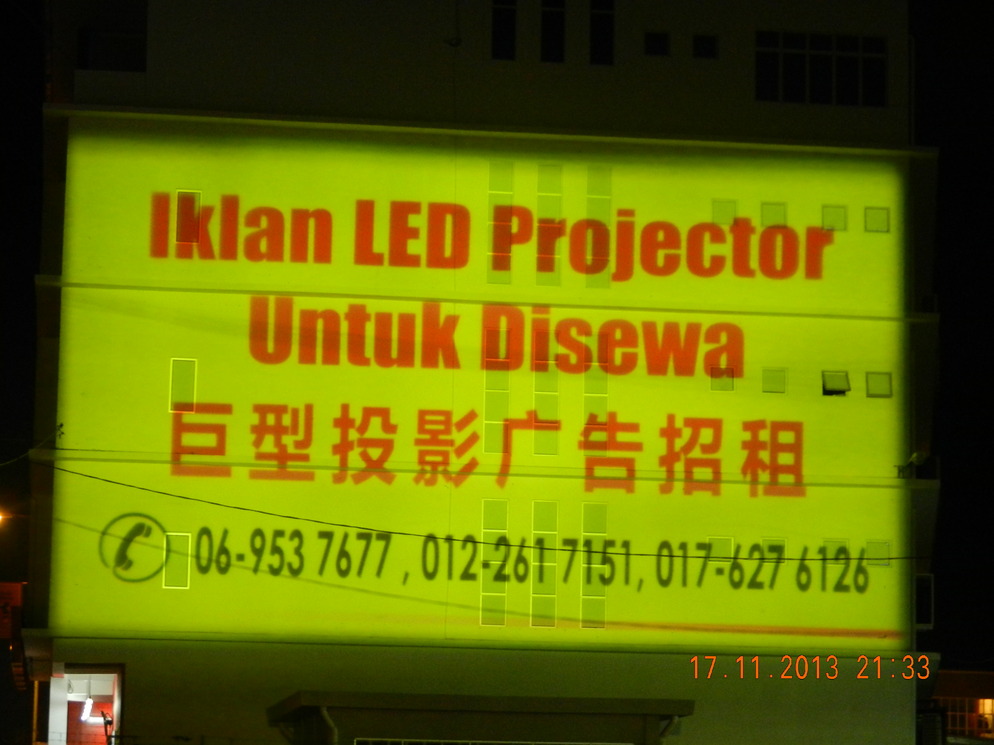 Iklan LED Projector
Untuk Disewa
巨型投影广告招租
06-953 7677 , 012-261 7151, 017-627 6126
17.11.2013 21:33